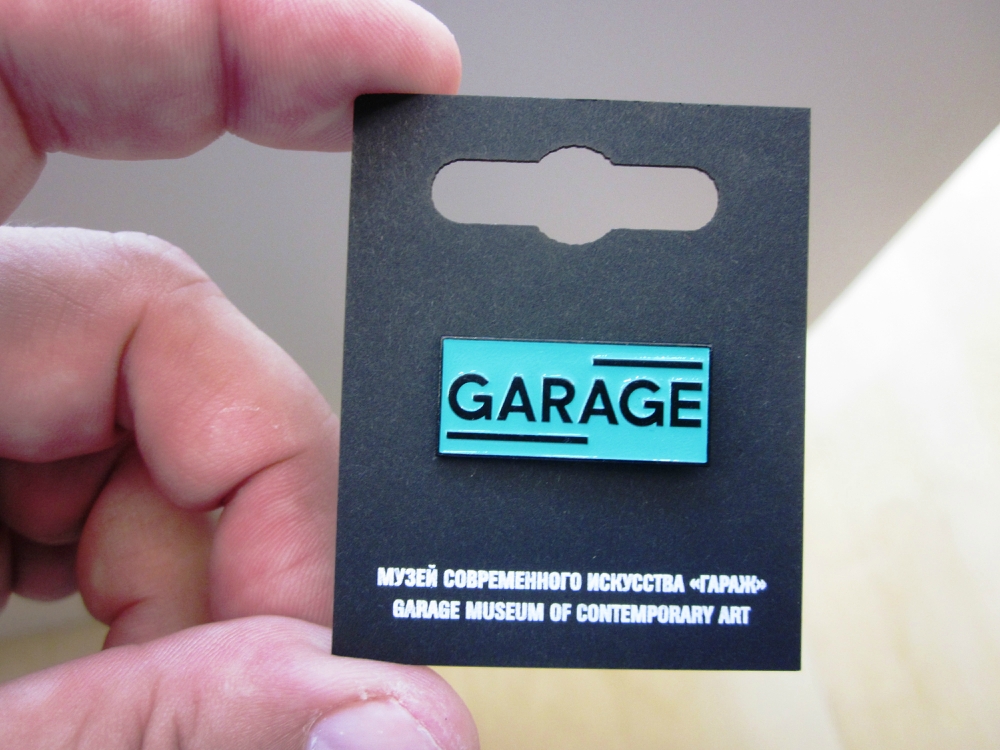 GARAGE
МУЗЕЙ СОВРЕМЕННОГО ИСКУССТВА «ГАРАЖ»
GARAGE MUSEUM OF CONTEMPORARY ART